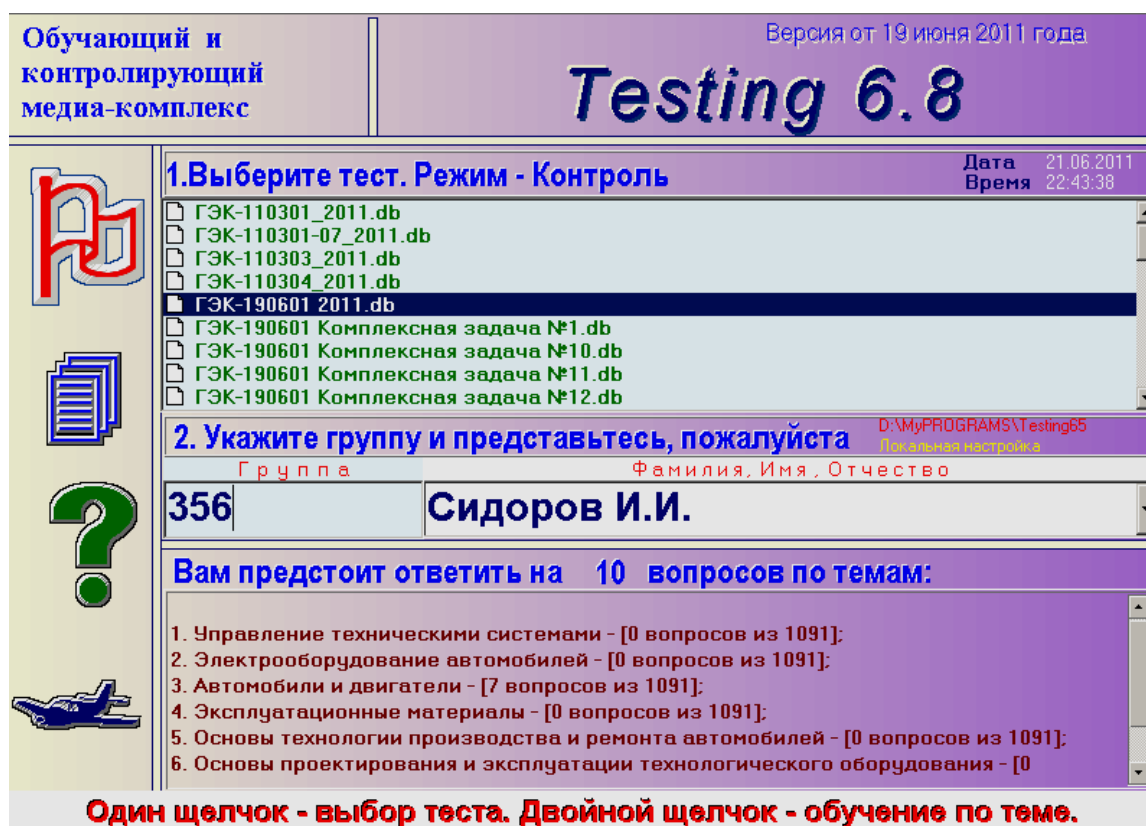 Обучающий и
контролирующий
медиа-комплекс
Версия от 19 июня 2011 года
Testing 6.8
1.Выберите тест. Режим - Контроль
Дата 21.06.2011
Время 22:43:38
ГЭК-110301_2011.db
ГЭК-110301-07_2011.db
ГЭК-110303_2011.db
ГЭК-110304_2011.db
ГЭК-190601 2011.db
ГЭК-190601 Комплексная задача №1.db
ГЭК-190601 Комплексная задача №10.db
ГЭК-190601 Комплексная задача №11.db
ГЭК-190601 Комплексная задача №12.db
2. Укажите группу и представьтесь, пожалуйста
D:\MyPROGRAMS\Testing65
Локальная настройка
Группа Фамилия, Имя, Отчество
356 Сидоров И.И.
Вам предстоит ответить на 10 вопросов по темам:
1. Управление техническими системами - [0 вопросов из 1091];
2. Электрооборудование автомобилей - [0 вопросов из 1091];
3. Автомобили и двигатели - [7 вопросов из 1091];
4. Эксплуатационные материалы - [0 вопросов из 1091];
5. Основы технологии производства и ремонта автомобилей - [0 вопросов из 1091];
6. Основы проектирования и эксплуатации технологического оборудования - [0
Один щелчок - выбор теста. Двойной щелчок - обучение по теме.